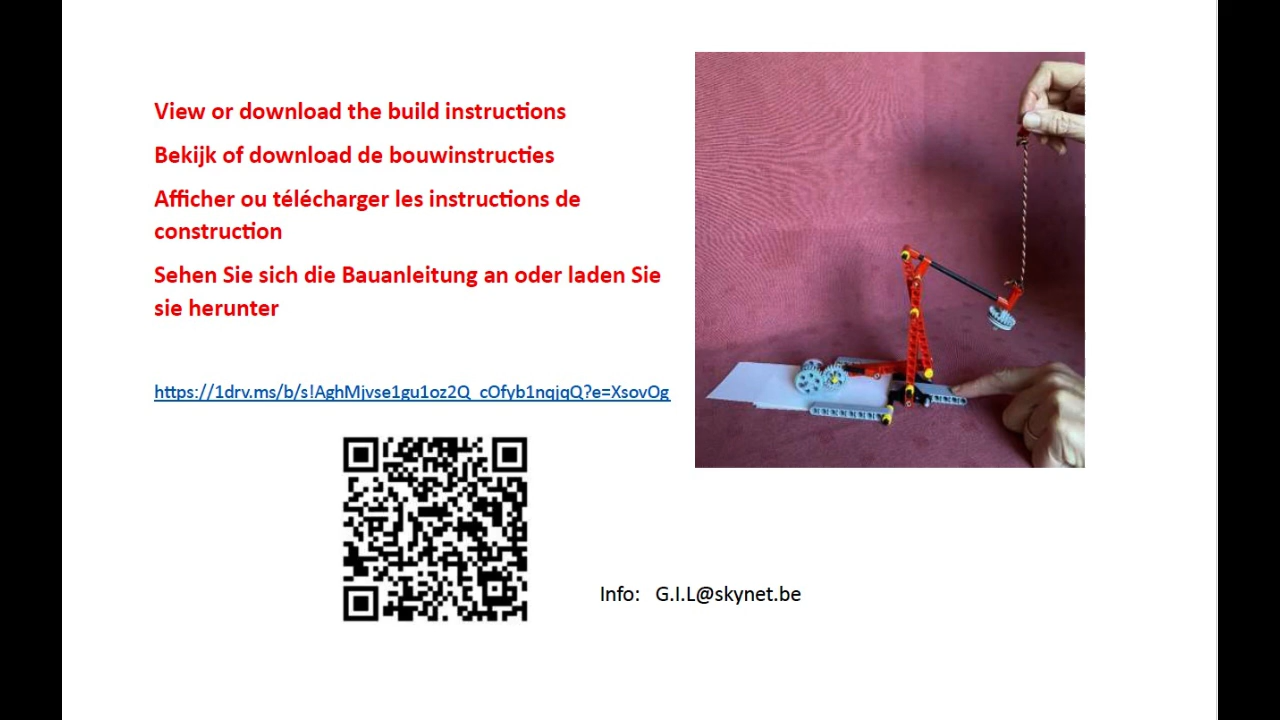 View or download the build instructions
Bekijk of download de bouwinstructies
Afficher ou télécharger les instructions de
construction
Sehen Sie sich die Bauanleitung an oder laden Sie
sie herunter
https://1drv.ms/b/s!AghMjvse1gu1oz2Q_cOfyb1nqjqQ?e=XsovOg
Info: G.I.L@skynet.be